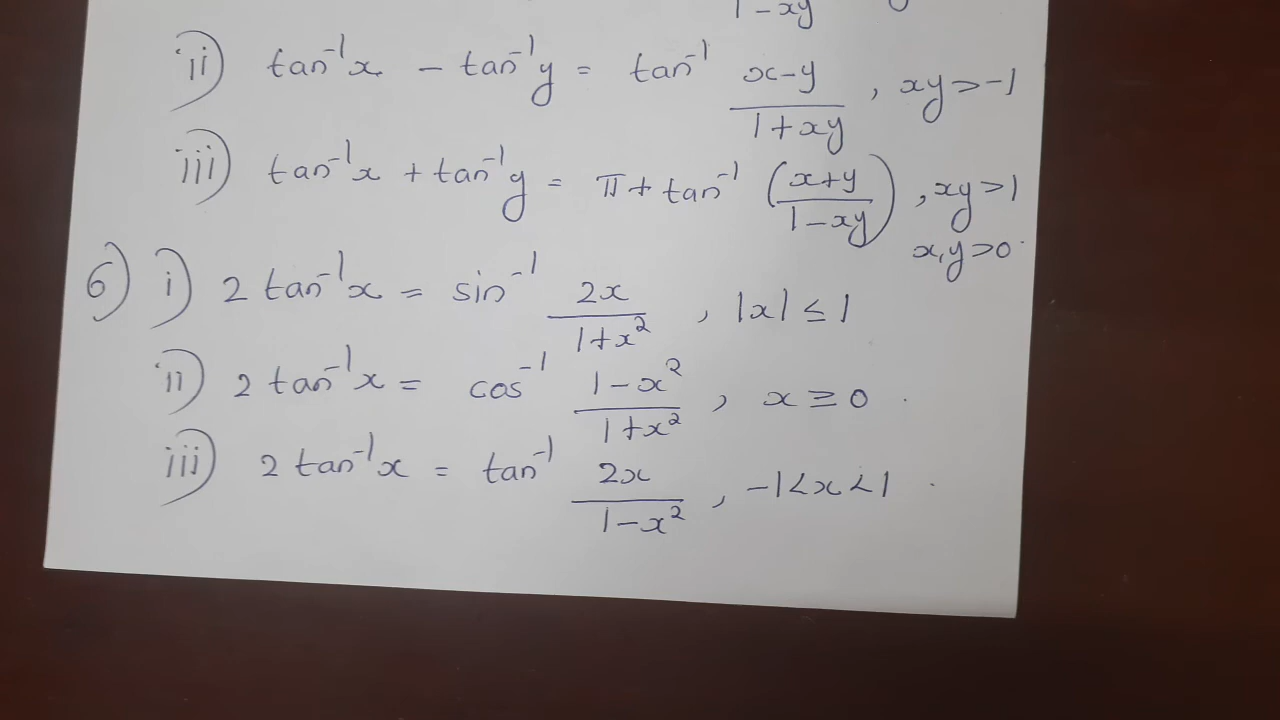 1-xy
ii) tan⁻¹x - tan⁻¹y = tan⁻¹ (x-y)/(1+xy), xy>-1
iii) tan⁻¹x + tan⁻¹y = π + tan⁻¹ ((x+y)/(1-xy)), xy>1
x,y>0.
6) i) 2 tan⁻¹x = sin⁻¹ 2x/(1+x²), |x| ≤ 1
ii) 2 tan⁻¹x = cos⁻¹ (1-x²)/(1+x²), x ≥ 0.
iii) 2 tan⁻¹x = tan⁻¹ 2x/(1-x²), -1<x<1.